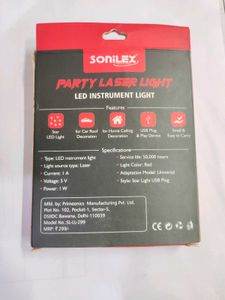 SONiLEX
PARTY LASER LIGHT
LED INSTRUMENT LIGHT
Features
Star
LED Light
for Car Roof
Decoration
for Home Ceiling
Decoration
USB Plug
& Play Device
Small &
Easy to Carry
Specifications
• Type: LED instrument light
• Light source type: Laser
• Current: 1 A
• Voltage: 5 V
• Power: 1 W
• Service life: 50,000 hours
• Light Color: Red
• Adaptation Model: Universal
• Style: Star Light USB Plug
Mfd. by: Primeonics Manufacturing Pvt. Ltd.
Plot No. 102, Pocket-1, Sector-5,
DSIIDC Bawana, Delhi-110039
Model No.:SL-LL-299
MRP: ₹ 299/-